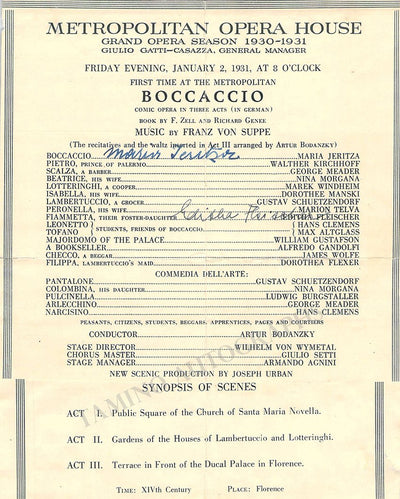 METROPOLITAN OPERA HOUSE
GRAND OPERA SEASON 1930-1931
GIULIO GATTI-CASAZZA, GENERAL MANAGER
FRIDAY EVENING, JANUARY 2, 1931, AT 8 O'CLOCK
FIRST TIME AT THE METROPOLITAN
BOCCACCIO
COMIC OPERA IN THREE ACTS (IN GERMAN)
BOOK BY F. ZELL AND RICHARD GENEE
MUSIC BY FRANZ VON SUPPE
(The recitatives and the waltz inserted in Act III arranged by ARTUR BODANZKY)
BOCCACCIO Maria Jeritza MARIA JERITZA
PIETRO, PRINCE OF PALERMO WALTHER KIRCHHOFF
SCALZA, A BARBER GEORGE MEADER
BEATRICE, HIS WIFE NINA MORGANA
LOTTERINGHI, A COOPER MAREK WINDHEIM
ISABELLA, HIS WIFE DOROTHEE MANSKI
LAMBERTUCCIO, A GROCER GUSTAV SCHUETZENDORF
PERONELLA, HIS WIFE MARION TELVA
FIAMMETTA, THEIR FOSTER-DAUGHTER Editha Fleischer EDITHA FLEISCHER
LEONETTO HANS CLEMENS
STUDENTS, FRIENDS OF BOCCACCIO
TOFANO MAX ALTGLASS
MAJORDOMO OF THE PALACE WILLIAM GUSTAFSON
A BOOKSELLER ALFREDO GANDOLFI
CHECCO, A BEGGAR JAMES WOLFE
FILIPPA, LAMBERTUCCIO'S MAID DOROTHEA FLEXER
COMMEDIA DELL'ARTE:
PANTALONE GUSTAV SCHUETZENDORF
COLOMBINA, HIS DAUGHTER NINA MORGANA
PULCINELLA LUDWIG BURGSTALLER
ARLECCHINO GEORGE MEADER
NARCISINO HANS CLEMENS
PEASANTS, CITIZENS, STUDENTS, BEGGARS, APPRENTICES, PAGES AND COURTIERS
CONDUCTOR ARTUR BODANZKY
STAGE DIRECTOR WILHELM VON WYMETAL
CHORUS MASTER GIULIO SETTI
STAGE MANAGER ARMANDO AGNINI
NEW SCENIC PRODUCTION BY JOSEPH URBAN
TAMINO AUTOGRAPHS
SYNOPSIS OF SCENES
ACT I. Public Square of the Church of Santa Maria Novella.
ACT II. Gardens of the Houses of Lambertuccio and Lotteringhi.
ACT III. Terrace in Front of the Ducal Palace in Florence.
TIME: XIVth Century PLACE: Florence